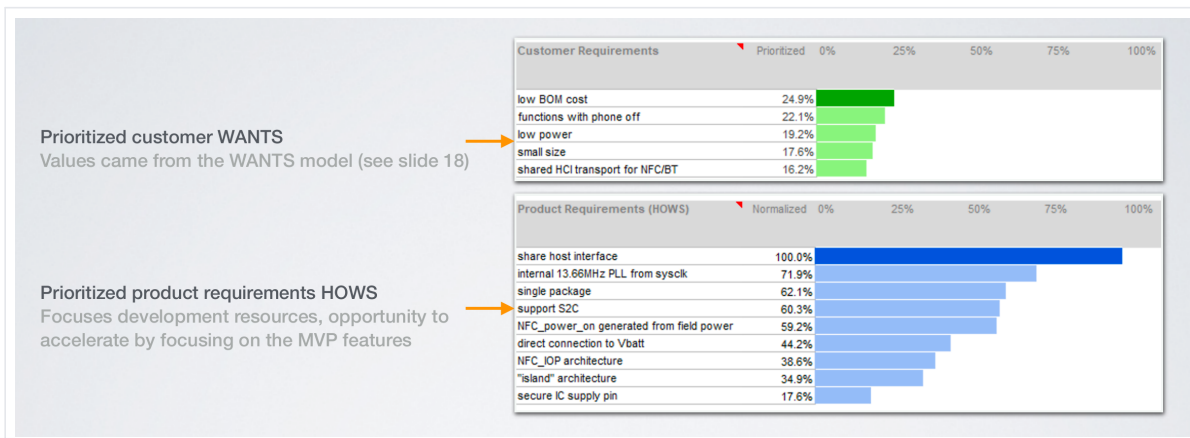 Customer Requirements Prioritized 0% 25% 50% 75% 100%
low BOM cost 24.9%
functions with phone off 22.1%
low power 19.2%
small size 17.6%
shared HCI transport for NFC/BT 16.2%
Prioritized customer WANTS
Values came from the WANTS model (see slide 18)
Product Requirements (HOWS) Normalized 0% 25% 50% 75% 100%
share host interface 100.0%
internal 13.66MHz PLL from sysclk 71.9%
single package 62.1%
support S2C 60.3%
NFC_power_on generated from field power 59.2%
direct connection to Vbatt 44.2%
NFC_IOP architecture 38.6%
"island" architecture 34.9%
secure IC supply pin 17.6%
Prioritized product requirements HOWS
Focuses development resources, opportunity to
accelerate by focusing on the MVP features